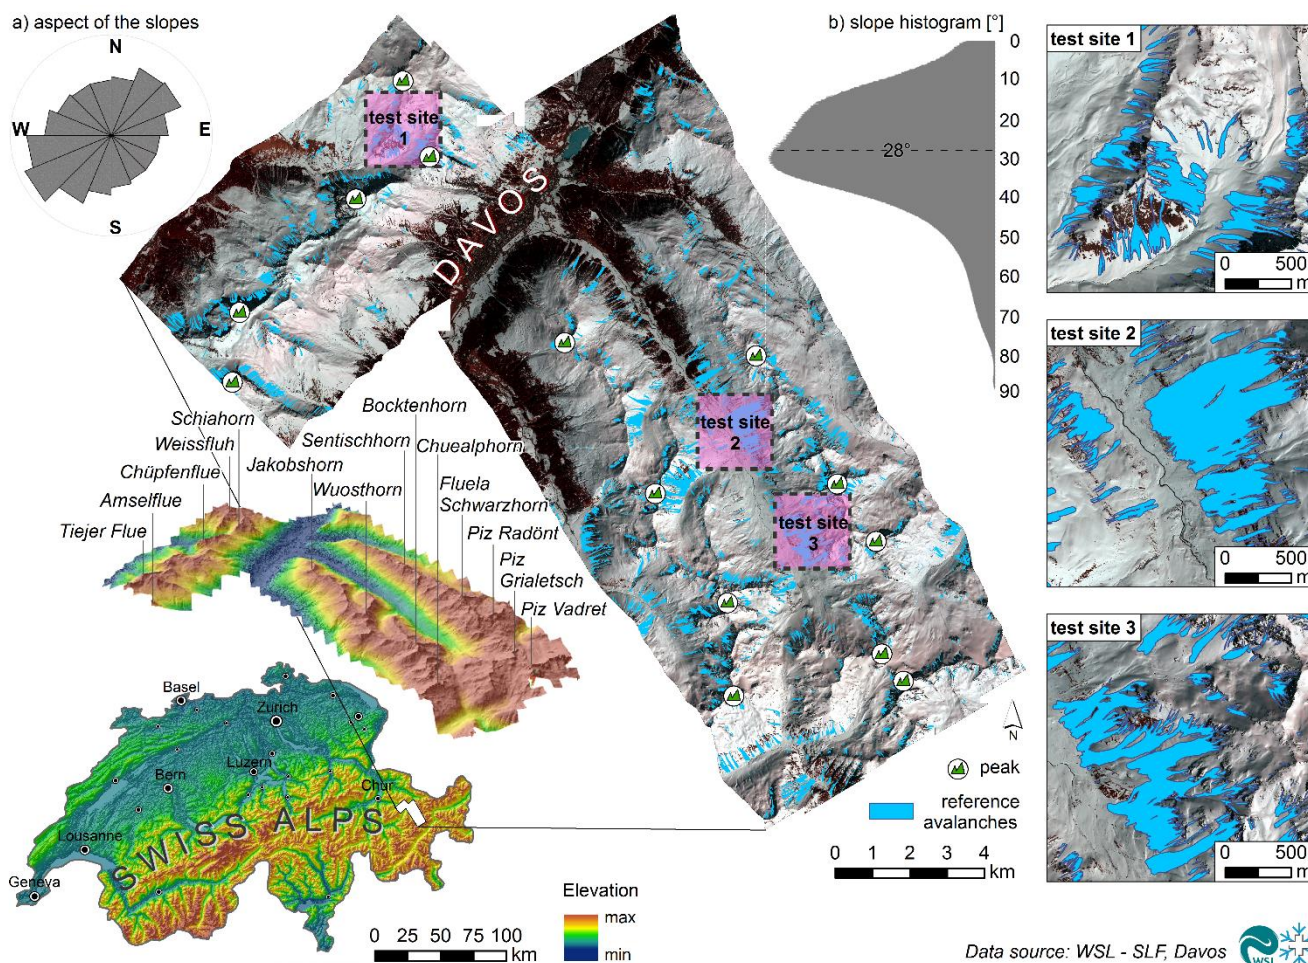 a) aspect of the slopes
N
W
E
S
b) slope histogram [°]
0
10
20
30
40
50
60
70
80
90
28°
test site
1
DAVOS
test site
2
test site
3
test site 1
0 500
m
test site 2
0 500
m
test site 3
0 500
m
Schiahorn
Weissfluh
Chüpfenflue
Amselflue
Tiejer Flue
Bocktenhorn
Sentischhorn
Jakobshorn
Wuosthorn
Chuealphorn
Fluela
Schwarzhorn
Piz Radönt
Piz
Grialetsch
Piz Vadret
Basel
Zurich
Luzern
Bern
Chur
Lousanne
Geneva
SWISS ALPS
Elevation
max
min
0 25 50 75 100
km
N
peak
reference
avalanches
0 1 2 3 4
km
Data source: WSL - SLF, Davos
WSL